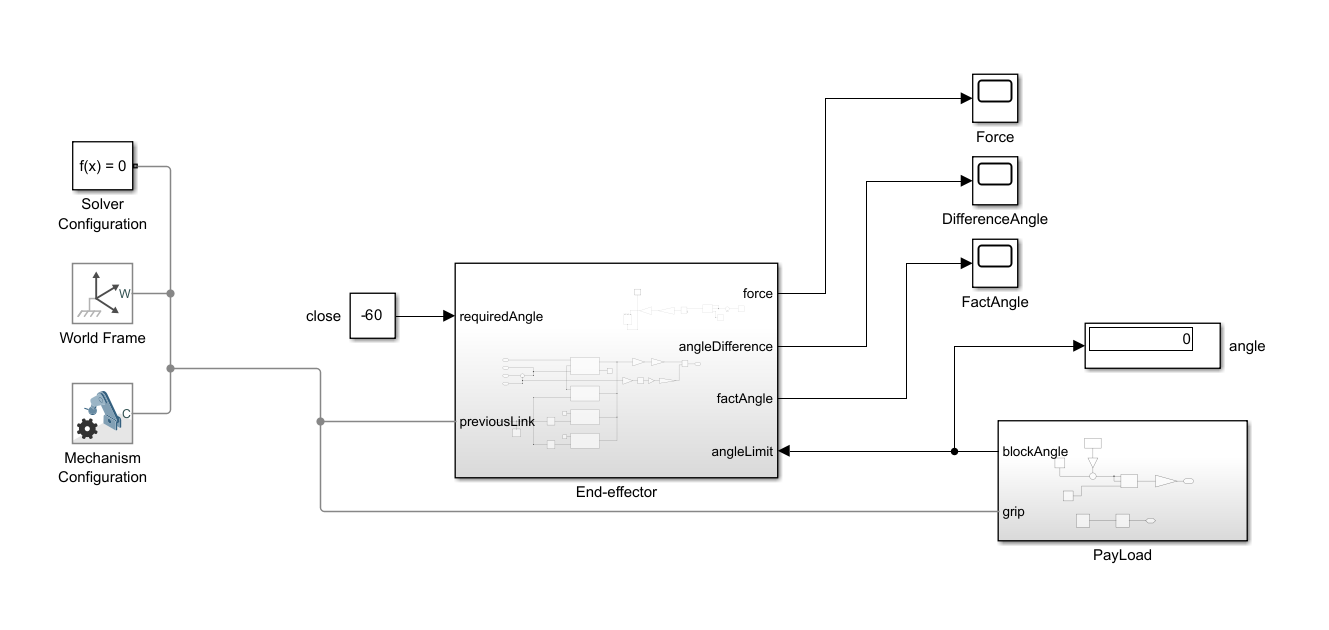 Force
f(x) = 0
Solver
Configuration
DifferenceAngle
W
World Frame
close
-60
requiredAngle
force
FactAngle
angleDifference
0
angle
factAngle
C
Mechanism
Configuration
previousLink
angleLimit
blockAngle
End-effector
grip
PayLoad